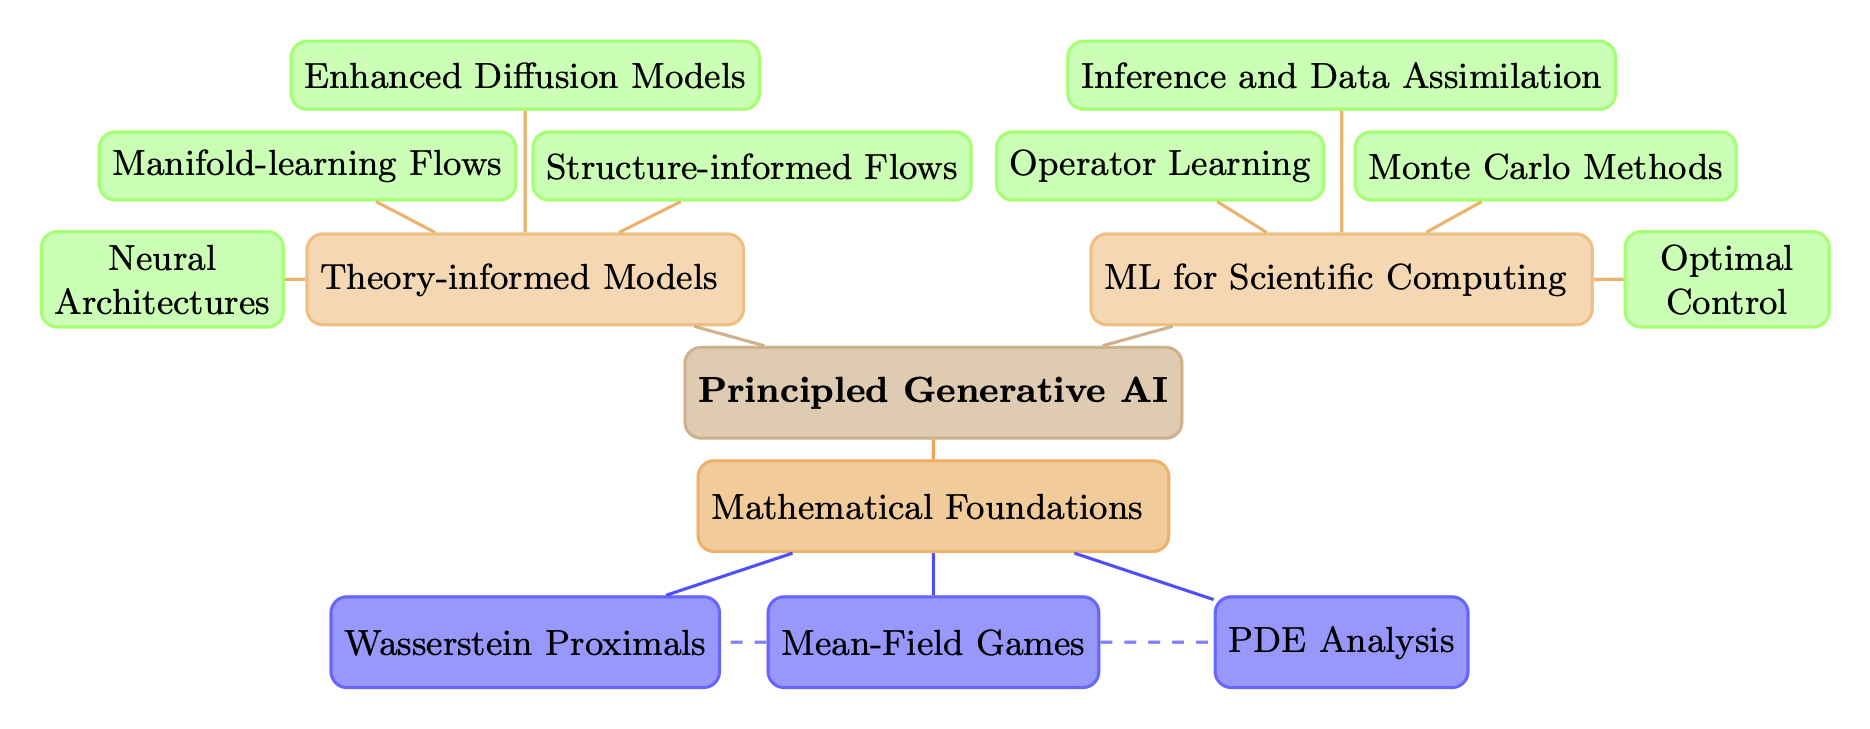 Enhanced Diffusion Models
Inference and Data Assimilation
Manifold-learning Flows
Structure-informed Flows
Operator Learning
Monte Carlo Methods
Neural
Architectures
Theory-informed Models
ML for Scientific Computing
Optimal
Control
Principled Generative AI
Mathematical Foundations
Wasserstein Proximals
Mean-Field Games
PDE Analysis